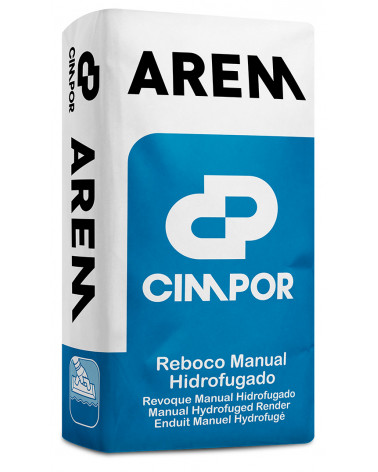 AREM
CIMPOR
Reboco Manual
Hidrofugado
Revoque Manual Hidrofugado
Manual Hydrofuged Render
Enduit Manuel Hydrofugé
CIMPOR
AREM